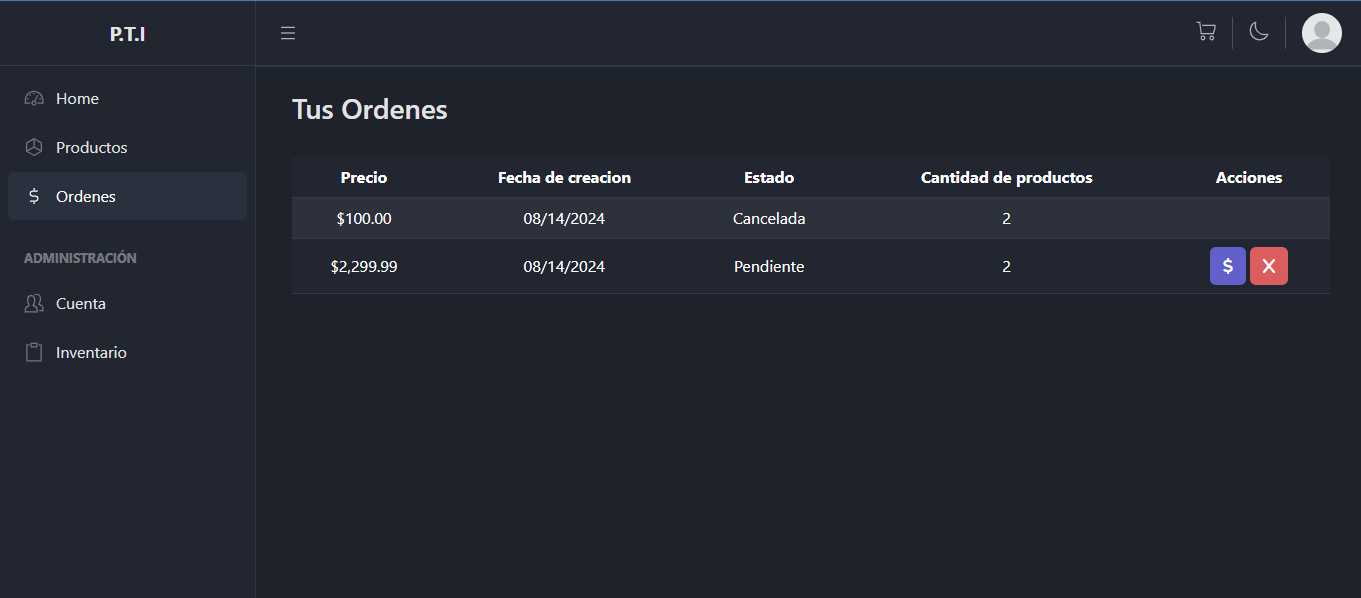 P.T.I
Home
Productos
$ Ordenes
ADMINISTRACIÓN
Cuenta
Inventario
Tus Ordenes
Precio Fecha de creacion Estado Cantidad de productos Acciones
$100.00 08/14/2024 Cancelada 2
$2,299.99 08/14/2024 Pendiente 2 $ X